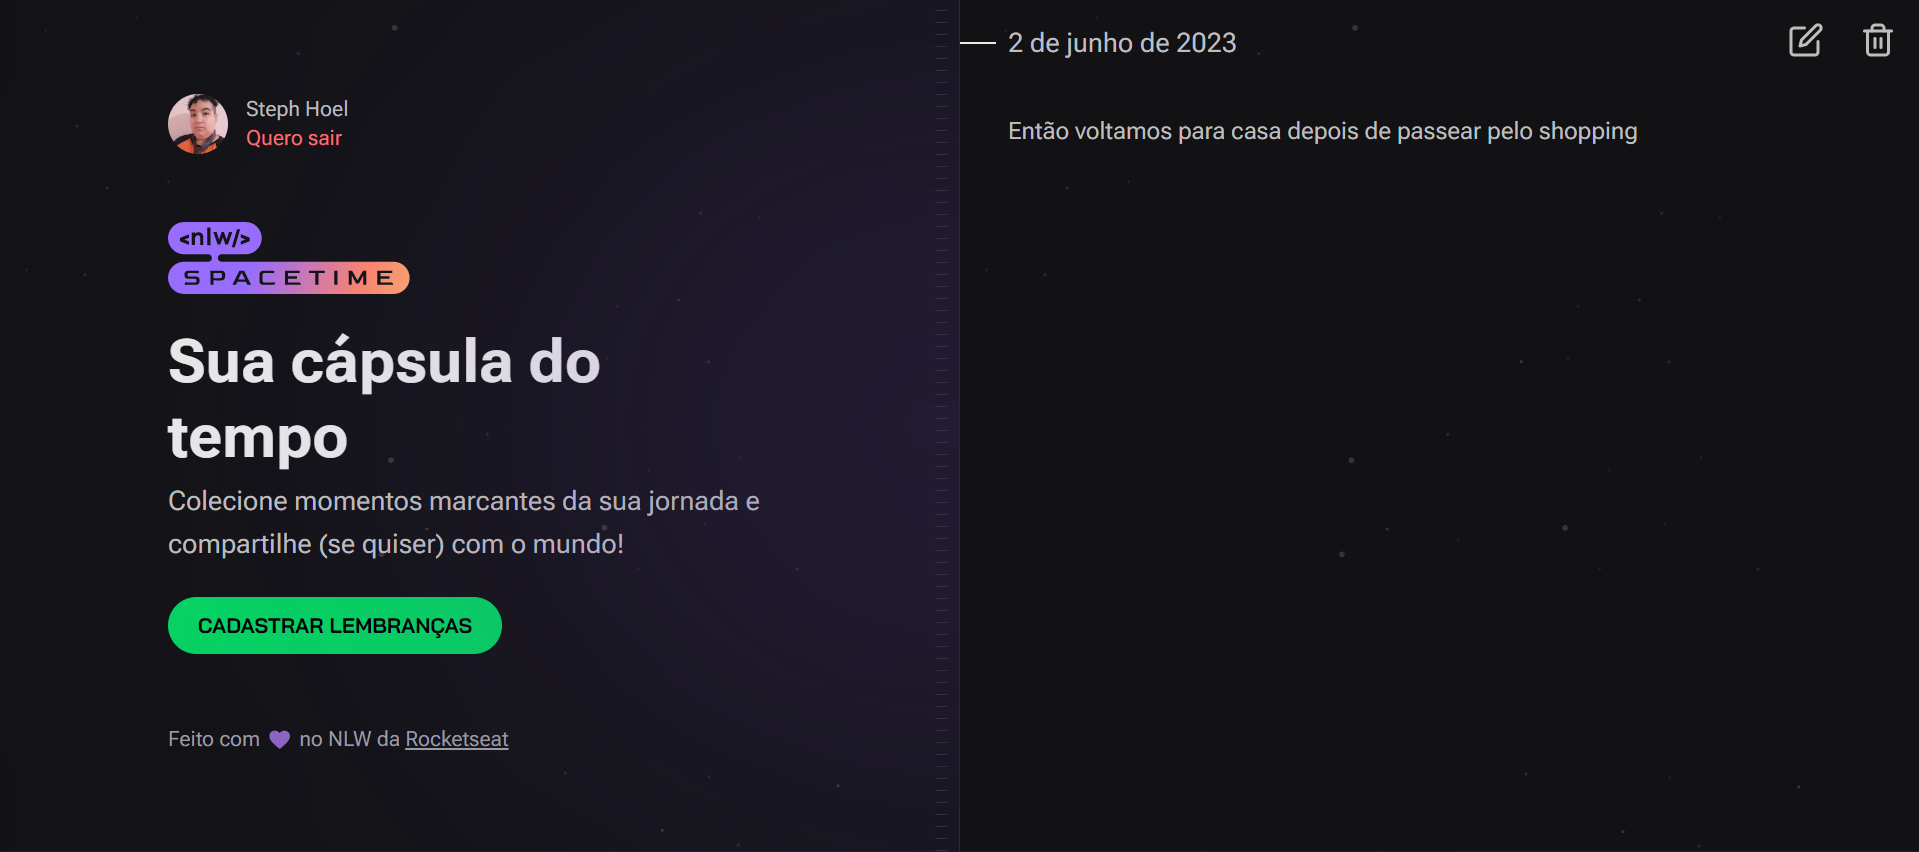 Steph Hoel
Quero sair
<nlw/>
SPACETIME
Sua cápsula do
tempo
Colecione momentos marcantes da sua jornada e
compartilhe (se quiser) com o mundo!
CADASTRAR LEMBRANÇAS
Feito com 💜 no NLW da Rocketseat
2 de junho de 2023
Então voltamos para casa depois de passear pelo shopping